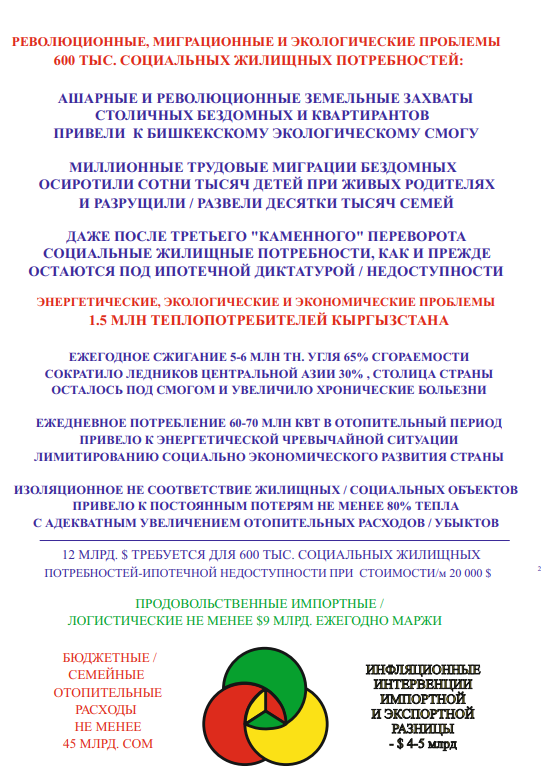 РЕВОЛЮЦИОННЫЕ, МИГРАЦИОННЫЕ И ЭКОЛОГИЧЕСКИЕ ПРОБЛЕМЫ
600 ТЫС. СОЦИАЛЬНЫХ ЖИЛИЩНЫХ ПОТРЕБНОСТЕЙ:
АШАРНЫЕ И РЕВОЛЮЦИОННЫЕ ЗЕМЕЛЬНЫЕ ЗАХВАТЫ
СТОЛИЧНЫХ БЕЗДОМНЫХ И КВАРТИРАНТОВ
ПРИВЕЛИ К БИШКЕКСКОМУ ЭКОЛОГИЧЕСКОМУ СМОГУ
МИЛЛИОННЫЕ ТРУДОВЫЕ МИГРАЦИИ БЕЗДОМНЫХ
ОСИРОТИЛИ СОТНИ ТЫСЯЧ ДЕТЕЙ ПРИ ЖИВЫХ РОДИТЕЛЯХ
И РАЗРУЩИЛИ / РАЗВЕЛИ ДЕСЯТКИ ТЫСЯЧ СЕМЕЙ
ДАЖЕ ПОСЛЕ ТРЕТЬЕГО "КАМЕННОГО" ПЕРЕВОРОТА
СОЦИАЛЬНЫЕ ЖИЛИЩНЫЕ ПОТРЕБНОСТИ, КАК И ПРЕЖДЕ
ОСТАЮТСЯ ПОД ИПОТЕЧНОЙ ДИКТАТУРОЙ / НЕДОСТУПНОСТИ
ЭНЕРГЕТИЧЕСКИЕ, ЭКОЛОГИЧЕСКИЕ И ЭКОНОМИЧЕСКИЕ ПРОБЛЕМЫ
1.5 МЛН ТЕПЛОПОТРЕБИТЕЛЕЙ КЫРГЫЗСТАНА
ЕЖЕГОДНОЕ СЖИГАНИЕ 5-6 МЛН ТН. УГЛЯ 65% СГОРАЕМОСТИ
СОКРАТИЛО ЛЕДНИКОВ ЦЕНТРАЛЬНОЙ АЗИИ 30% , СТОЛИЦА СТРАНЫ
ОСТАЛОСЬ ПОД СМОГОМ И УВЕЛИЧИЛО ХРОНИЧЕСКИЕ БОЛЬЕЗНИ
ЕЖЕДНЕВНОЕ ПОТРЕБЛЕНИЕ 60-70 МЛН КВТ В ОТОПИТЕЛЬНЫЙ ПЕРИОД
ПРИВЕЛО К ЭНЕРГЕТИЧЕСКОЙ ЧРЕВЫЧАЙНОЙ СИТУАЦИИ
ЛИМИТИРОВАНИЮ СОЦИАЛЬНО ЭКОНОМИЧЕСКОГО РАЗВИТИЯ СТРАНЫ
ИЗОЛЯЦИОННОЕ НЕ СООТВЕТСТВИЕ ЖИЛИЩНЫХ / СОЦИАЛЬНЫХ ОБЪЕКТОВ
ПРИВЕЛО К ПОСТОЯННЫМ ПОТЕРЯМ НЕ МЕНЕЕ 80% ТЕПЛА
С АДЕКВАТНЫМ УВЕЛИЧЕНИЕМ ОТОПИТЕЛЬНЫХ РАСХОДОВ / УБЫКТОВ
12 МЛРД. $ ТРЕБУЕТСЯ ДЛЯ 600 ТЫС. СОЦИАЛЬНЫХ ЖИЛИЩНЫХ
ПОТРЕБНОСТЕЙ-ИПОТЕЧНОЙ НЕДОСТУПНОСТИ ПРИ СТОИМОСТИ/м 20 000 $
2
ПРОДОВОЛЬСТВЕННЫЕ ИМПОРТНЫЕ /
ЛОГИСТИЧЕСКИЕ НЕ МЕНЕЕ $9 МЛРД. ЕЖЕГОДНО МАРЖИ
БЮДЖЕТНЫЕ /
СЕМЕЙНЫЕ
ОТОПИТЕЛЬНЫЕ
РАСХОДЫ
НЕ МЕНЕЕ
45 МЛРД. СОМ
ИНФЛЯЦИОННЫЕ
ИНТЕРВЕНЦИИ
ИМПОРТНОЙ
И ЭКСПОРТНОЙ
РАЗНИЦЫ
- $ 4-5 млрд